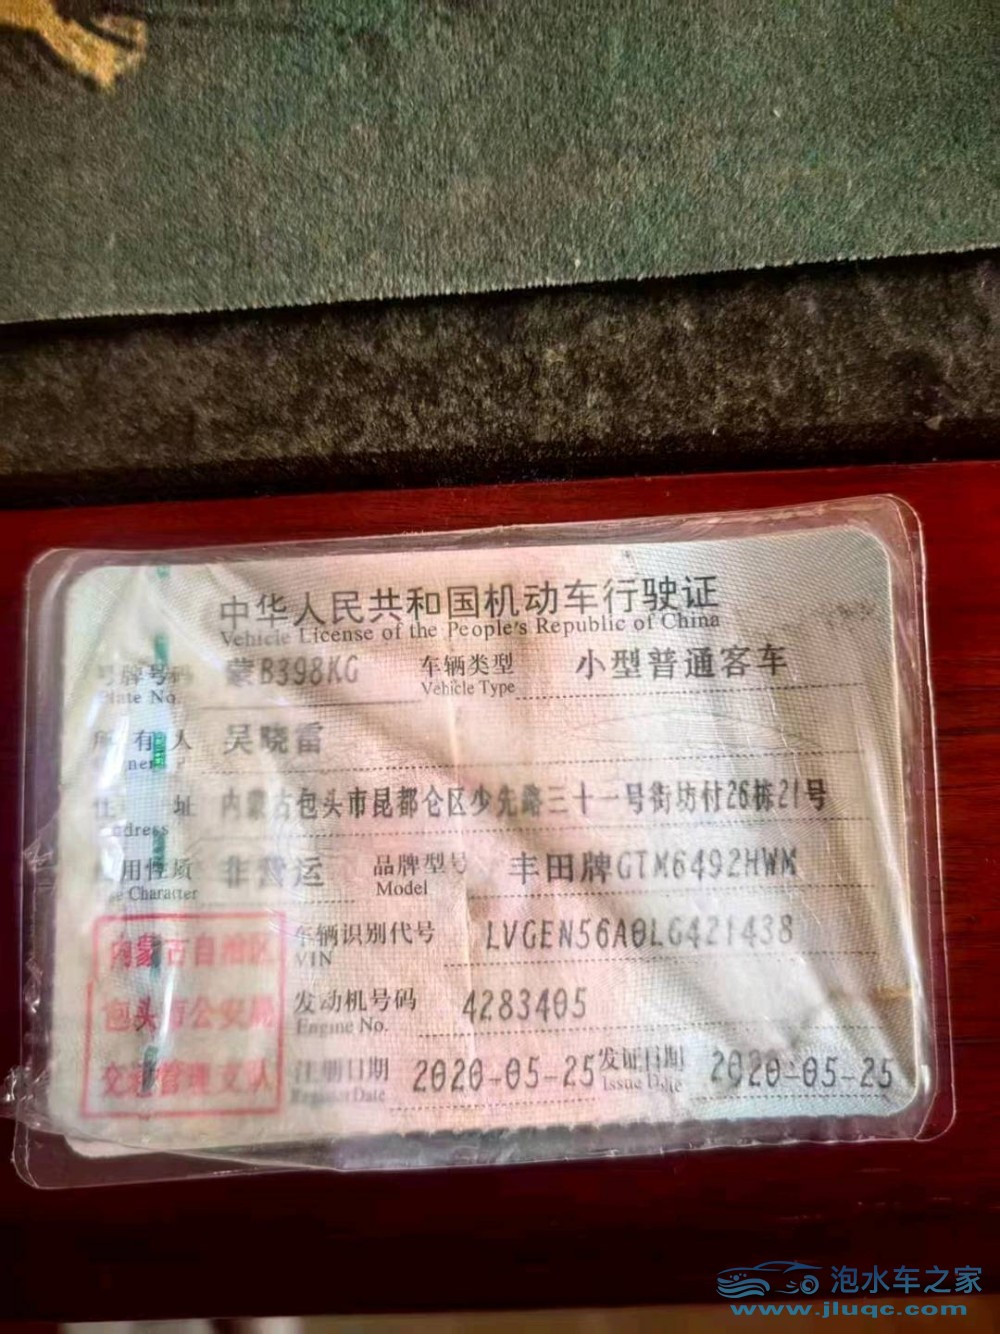 中华人民共和国机动车行驶证
Vehicle License of the People's Republic of China
号牌号码 蒙B398KG 车辆类型 小型普通客车
Plate No. Vehicle Type
所有人 吴晓雷
住址 内蒙古包头市昆都仑区少先路三十一号街坊付26栋21号
Address
使用性质 非营运 品牌型号 丰田牌GTM6492HWM
Use Character Model
内蒙古自治区 车辆识别代号 LVGEN56A0LG421438
VIN
包头市公安局 发动机号码 4283405
Engine No.
交通管理支队 注册日期 2020-05-25 发证日期 2020-05-25
Register Date Issue Date
泡水车之家
www.jluqc.com